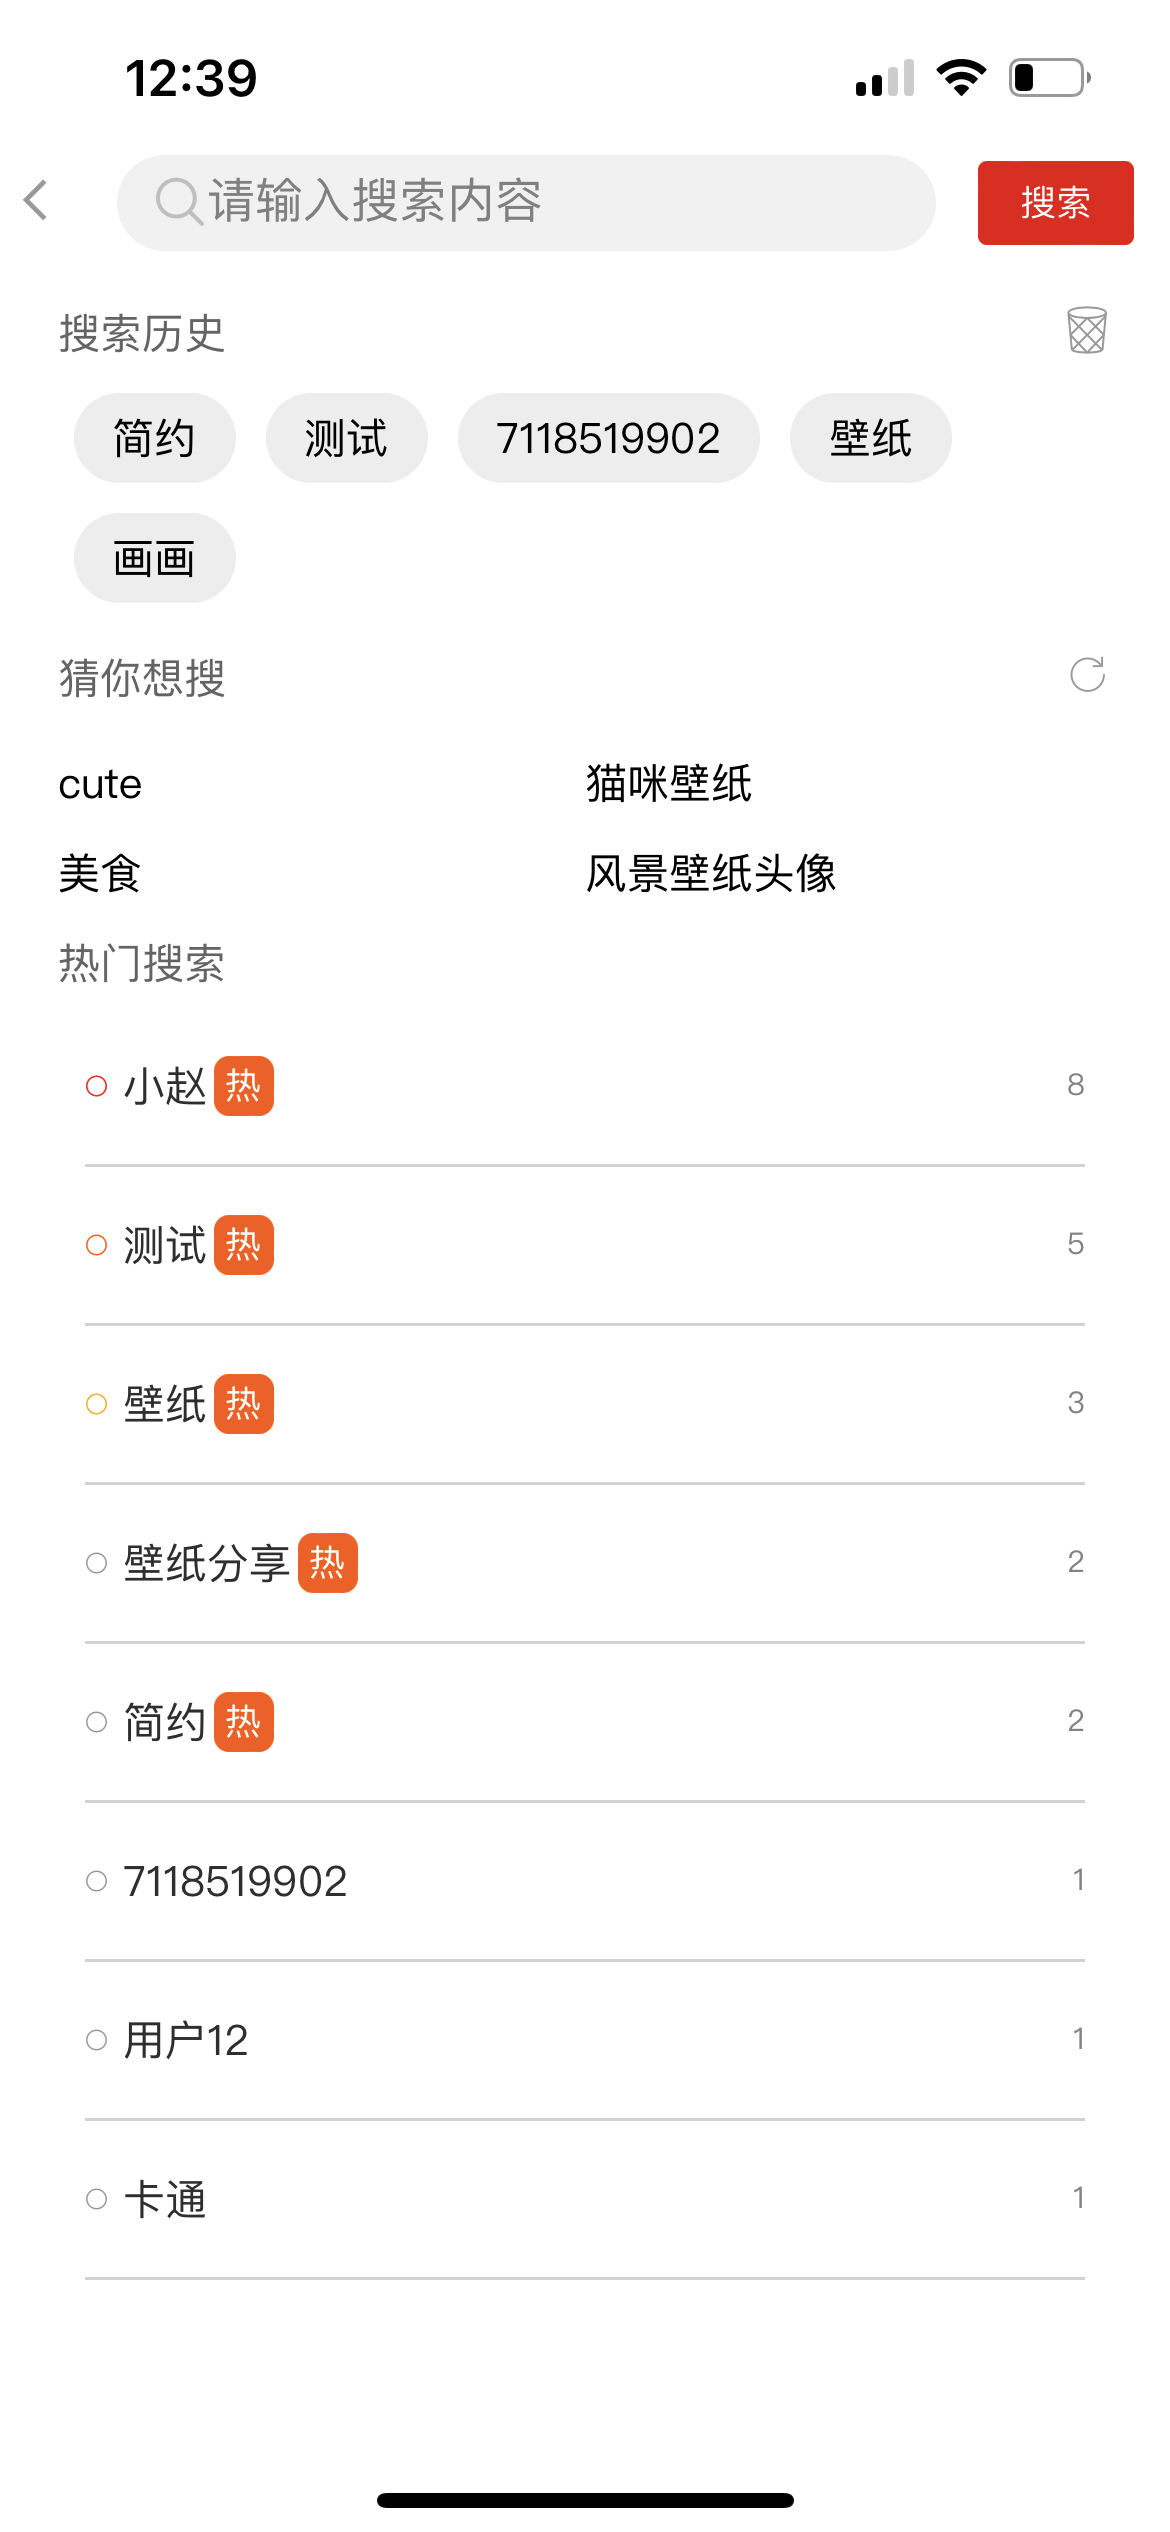 12:39
请输入搜索内容
搜索
搜索历史
简约 测试 7118519902 壁纸
画画
猜你想搜
cute 猫咪壁纸
美食 风景壁纸头像
热门搜索
小赵 热 8
测试 热 5
壁纸 热 3
壁纸分享 热 2
简约 热 2
7118519902 1
用户12 1
卡通 1